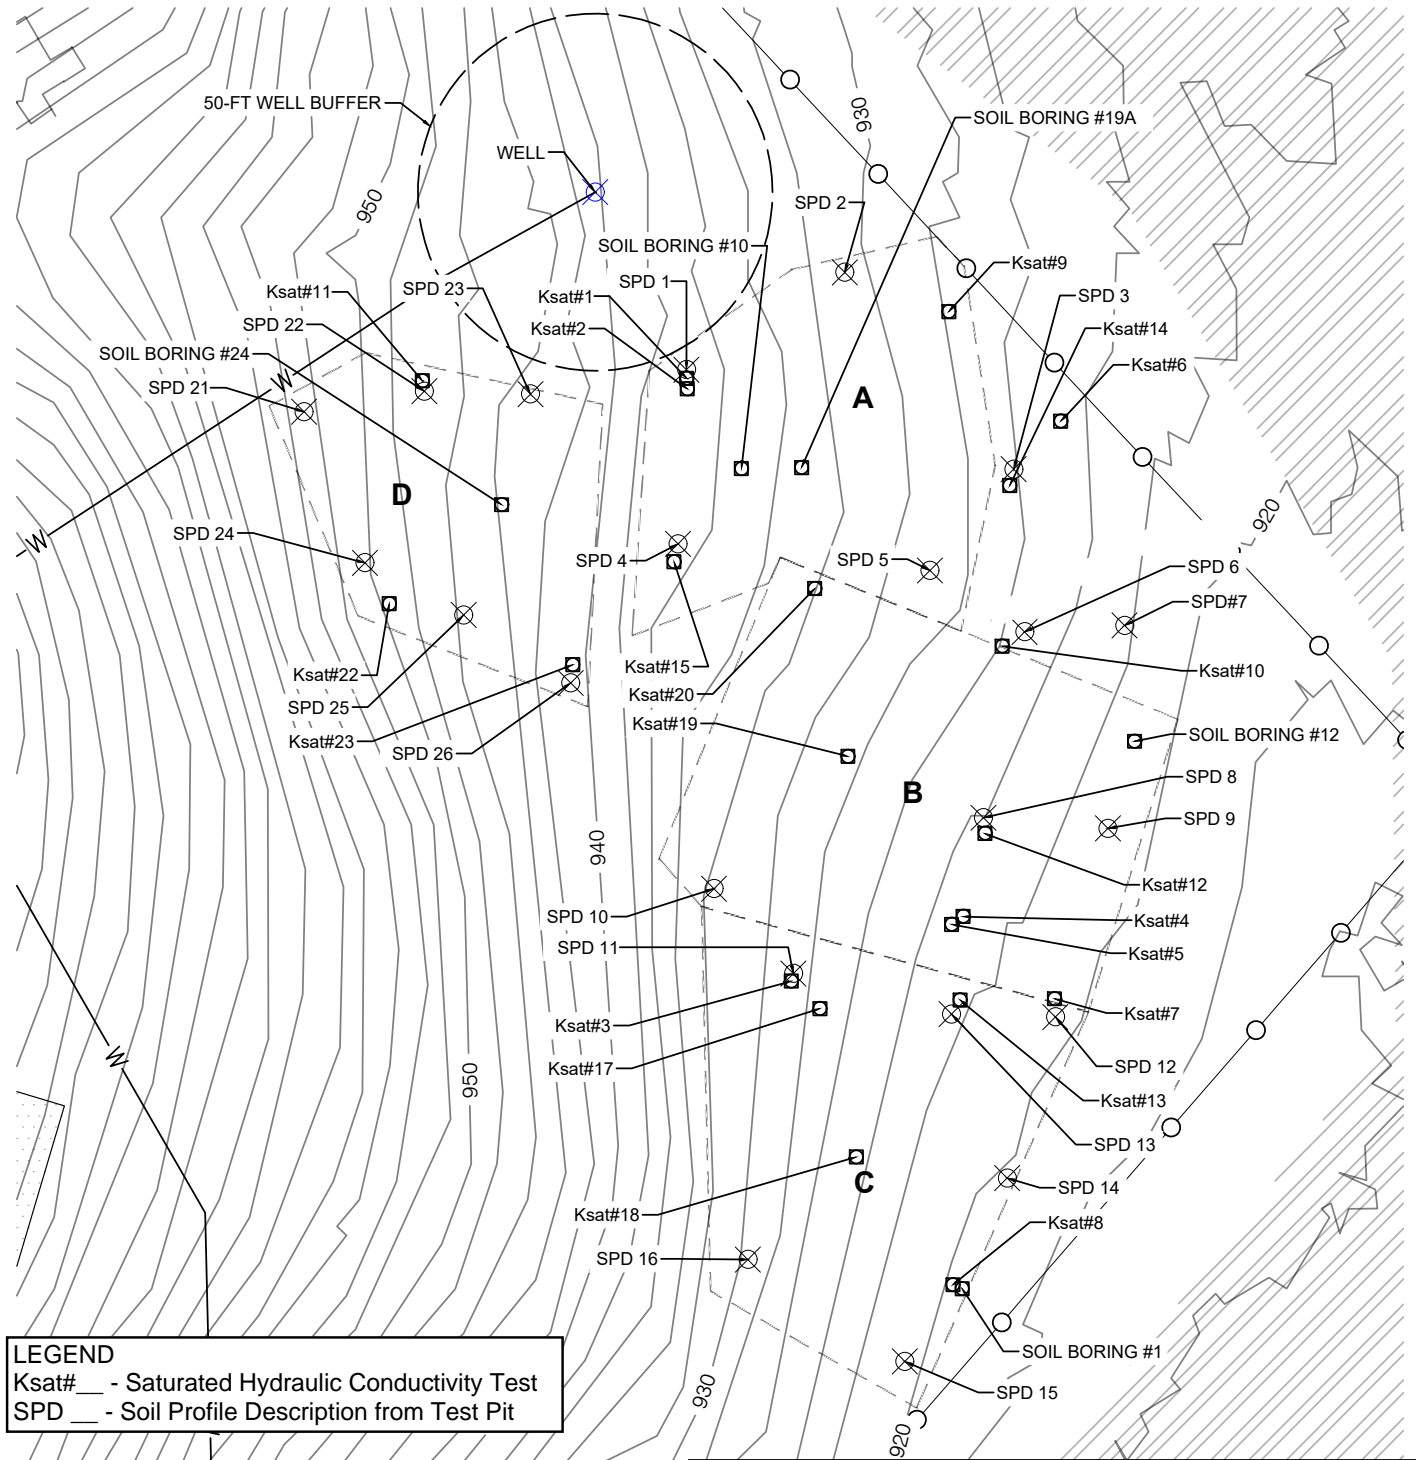 50-FT WELL BUFFER
930
SOIL BORING #19A
WELL
950
SPD 2
SOIL BORING #10
Ksat#9
SPD 1
SPD 23
Ksat#11
Ksat#1
SPD 3
SPD 22
Ksat#2
Ksat#14
SOIL BORING #24
Ksat#6
SPD 21
W
A
D
920
SPD 24
W
SPD 4
SPD 5
SPD 6
SPD#7
Ksat#22
Ksat#15
Ksat#10
Ksat#20
SPD 25
Ksat#19
Ksat#23
SPD 26
SOIL BORING #12
SPD 8
B
SPD 9
940
Ksat#12
SPD 10
Ksat#4
SPD 11
Ksat#5
Ksat#3
Ksat#7
W
Ksat#17
SPD 12
950
Ksat#13
SPD 13
C
SPD 14
Ksat#18
Ksat#8
SPD 16
SOIL BORING #1
930
SPD 15
920
LEGEND
Ksat#__ - Saturated Hydraulic Conductivity Test
SPD __ - Soil Profile Description from Test Pit